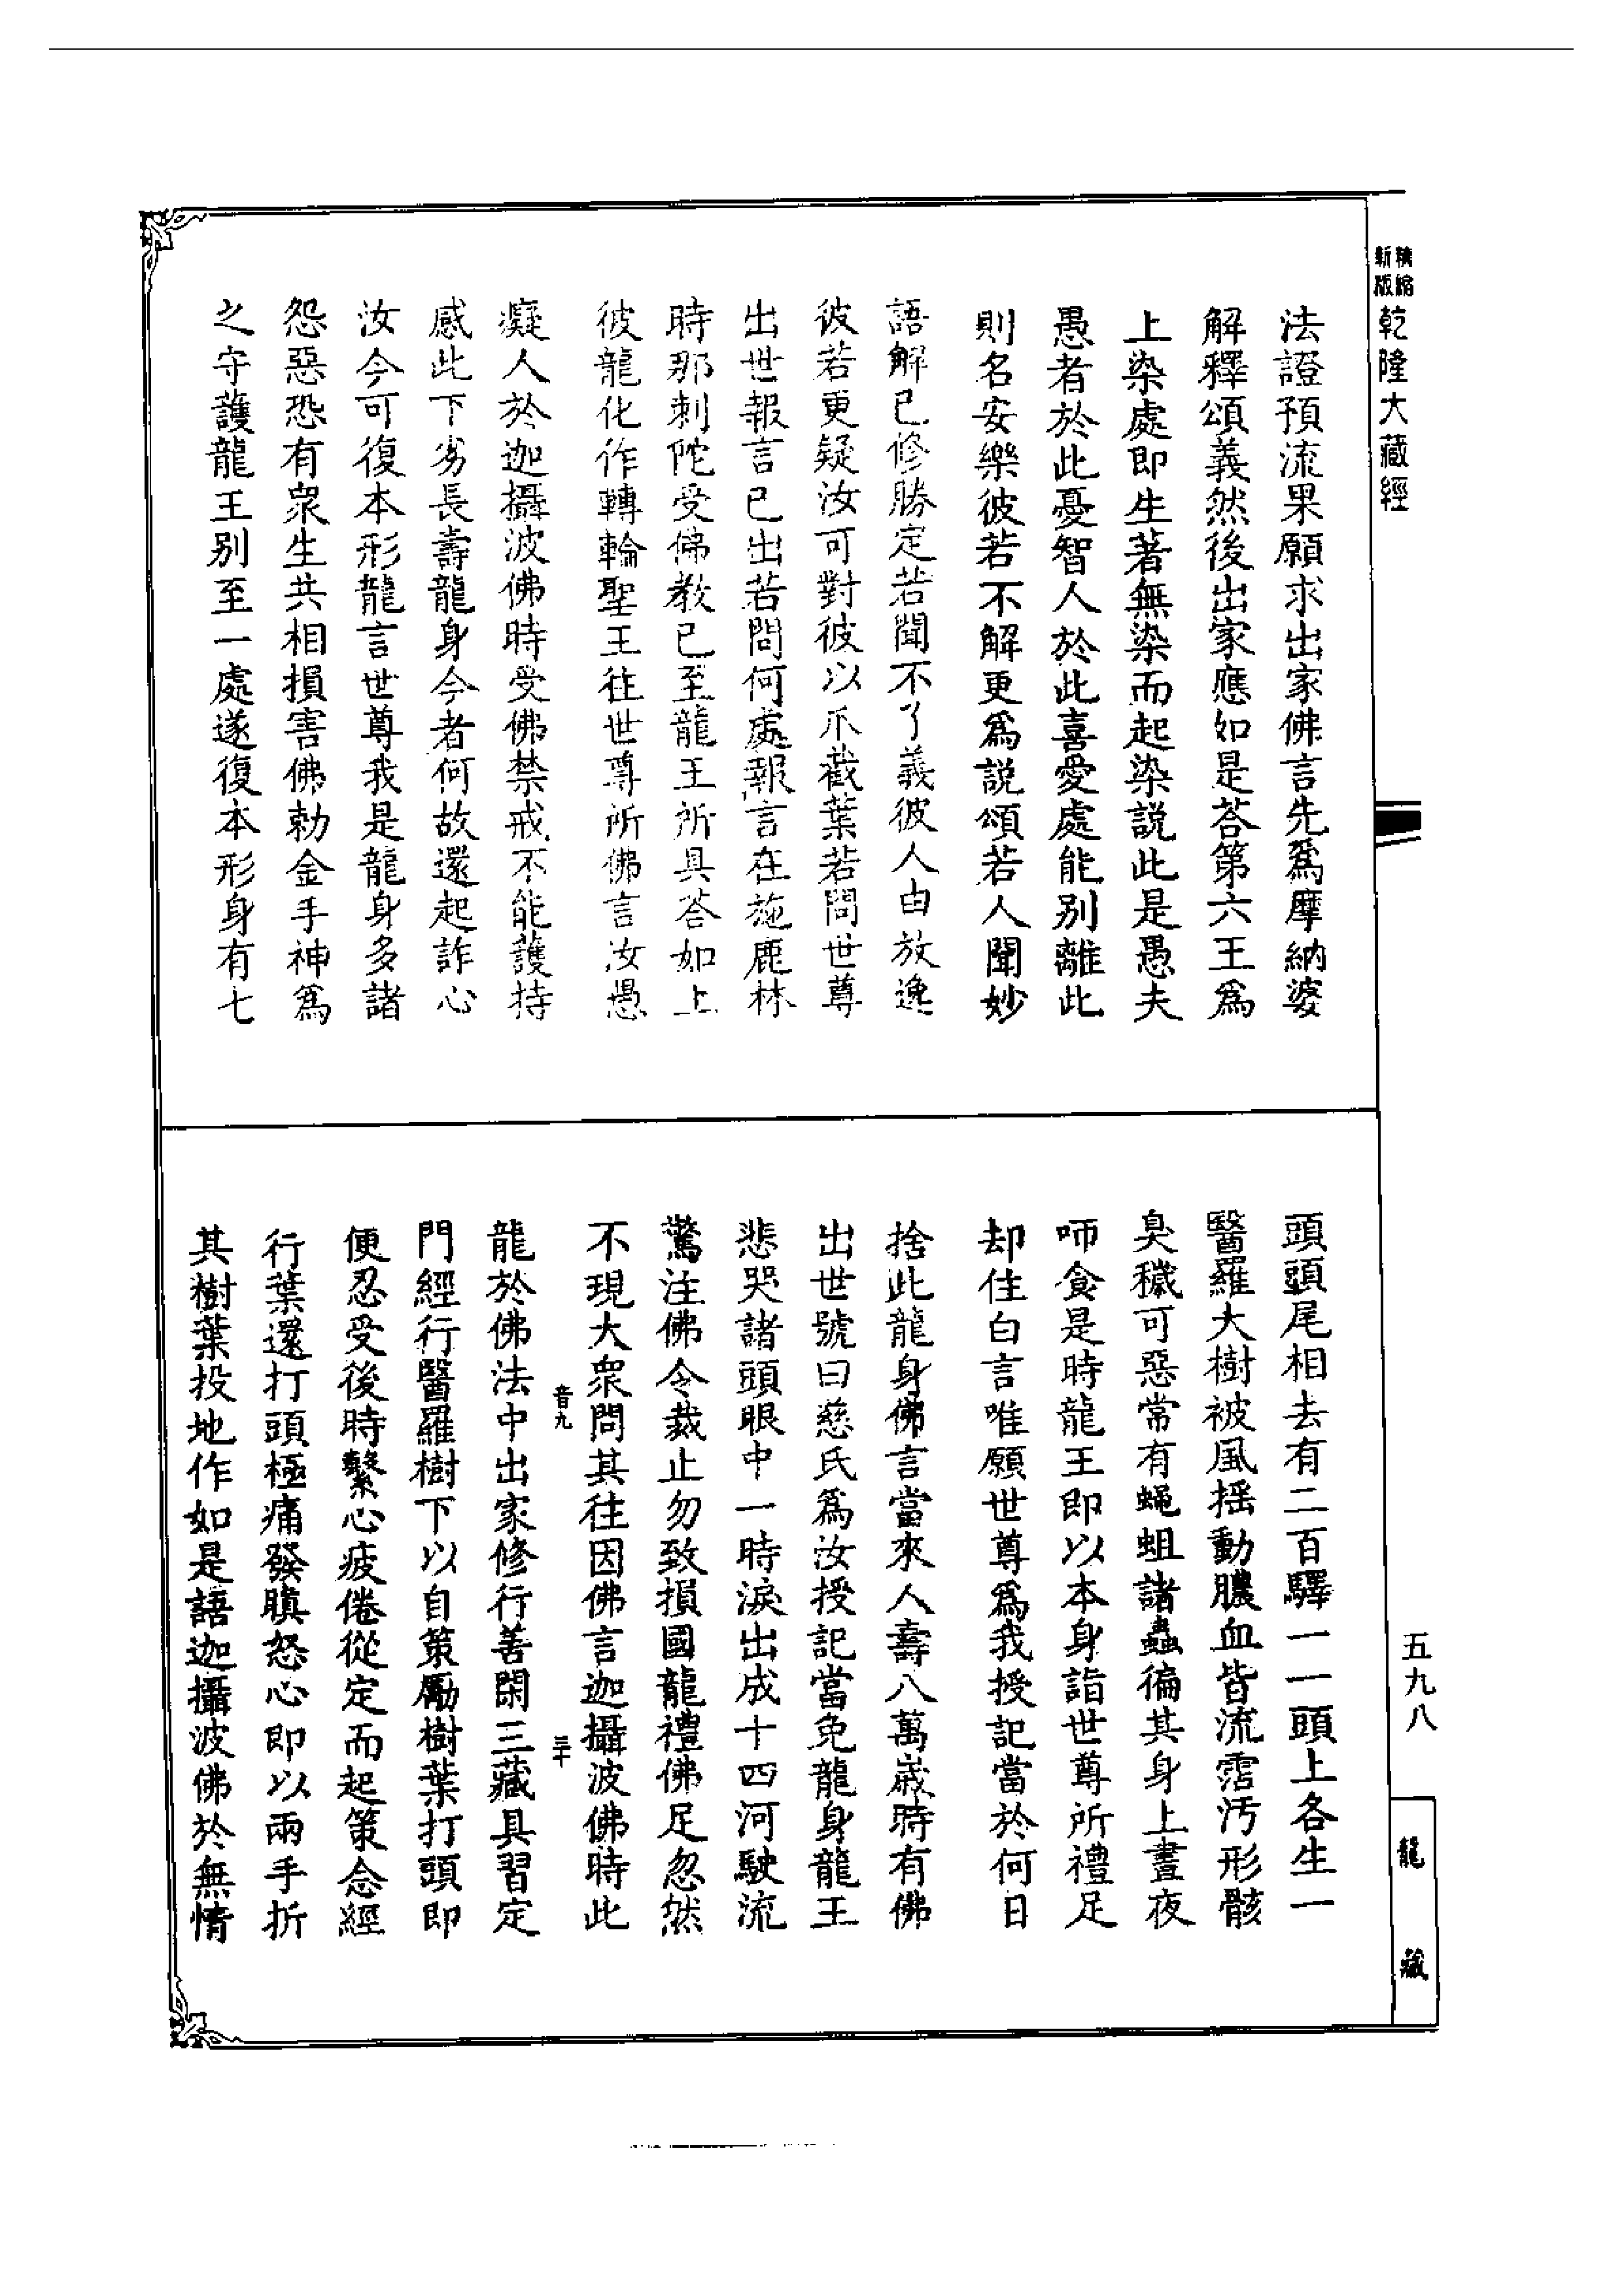 精縮新版乾隆大藏經
法證預流果願求出家佛言先爲摩納婆
解釋頌義然後出家應如是荅第六王爲
上染處即生著無染而起染説此是愚夫
愚者於此憂智人於此喜愛處能别離此
則名安樂彼若不解更爲説頌若人聞妙
語解已修勝定若聞不了義彼人由放逸
彼若更疑汝可對彼以爪截葉若問世尊
出世報言已出若問何處報言在施鹿林
時那刺陀受佛教已至龍王所具荅如上
彼龍化作轉輪聖王往世尊所佛言汝愚
癡人於迦攝波佛時受佛禁戒不能護持
感此下劣長壽龍身今者何故還起詐心
汝今可復本形龍言世尊我是龍身多諸
怨惡恐有衆生共相損害佛勅金手神爲
之守護龍王别至一處遂復本形身有七
頭頭尾相去有二百驛一一頭上各生一
醫羅大樹被風揺動膿血皆流霑汚形骸
臭穢可惡常有蝇蛆諸蟲徧其身上晝夜
咂食是時龍王即以本身詣世尊所禮足
却住白言唯願世尊爲我授記當於何日
捨此龍身佛言當來人壽八萬歲時有佛
出世號曰慈氏爲汝授記當免龍身龍王
悲哭諸頭眼中一時淚出成十四河駛流
驚注佛令裁止勿致損國龍禮佛足忽然
不現大衆問其往因佛言迦攝波佛時此
音九
三十
龍於佛法中出家修行善閑三藏具習定
門經行醫羅樹下以自策勵樹葉打頭即
便忍受後時繫心疲倦從定而起策念經
行葉還打頭極痛發瞋怒心即以兩手折
其樹葉投地作如是語迦攝波佛於無情
五九八
龍藏